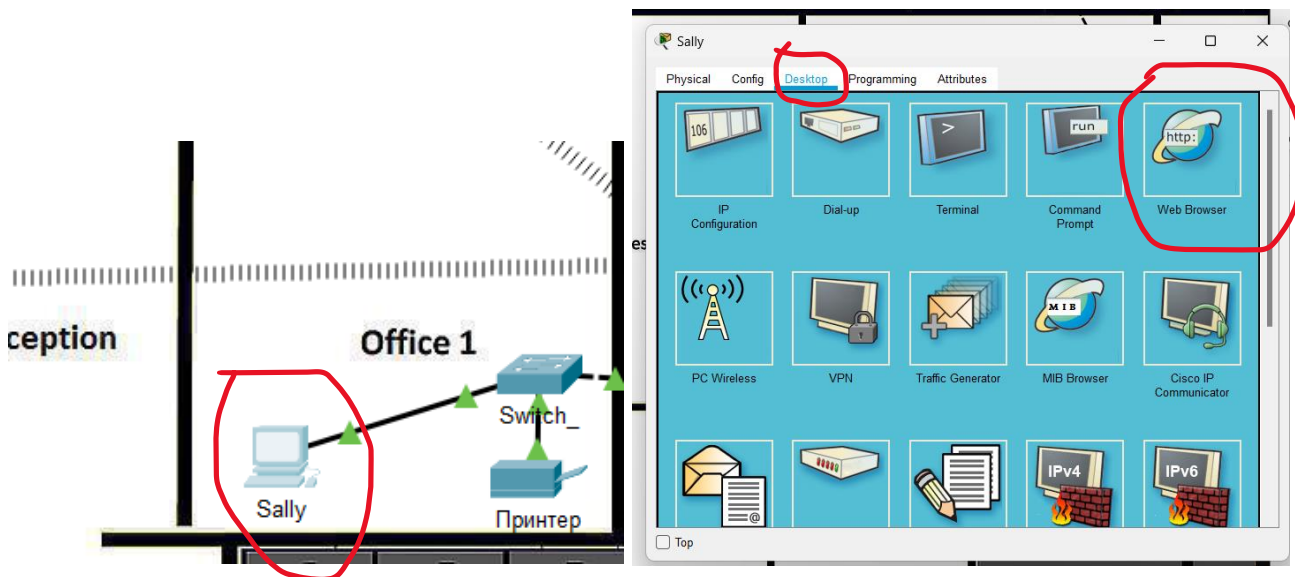 ception
Office 1
Switch_
Sally
Принтер
Sally
Physical Config Desktop Programming Attributes
106
>
run
http:
IP
Configuration
Dial-up
Terminal
Command
Prompt
Web Browser
es
MIB
PC Wireless
VPN
Traffic Generator
MIB Browser
Cisco IP
Communicator
@
IPv4
IPv6
Top